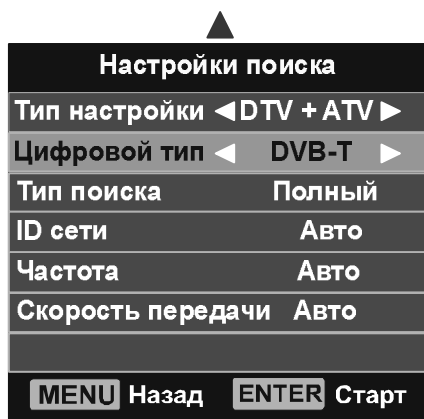 Настройки поиска
Тип настройки ◀DTV + ATV▶
Цифровой тип ◀ DVB-T ▶
Тип поиска Полный
ID сети Авто
Частота Авто
Скорость передачи Авто
MENU Назад ENTER Старт